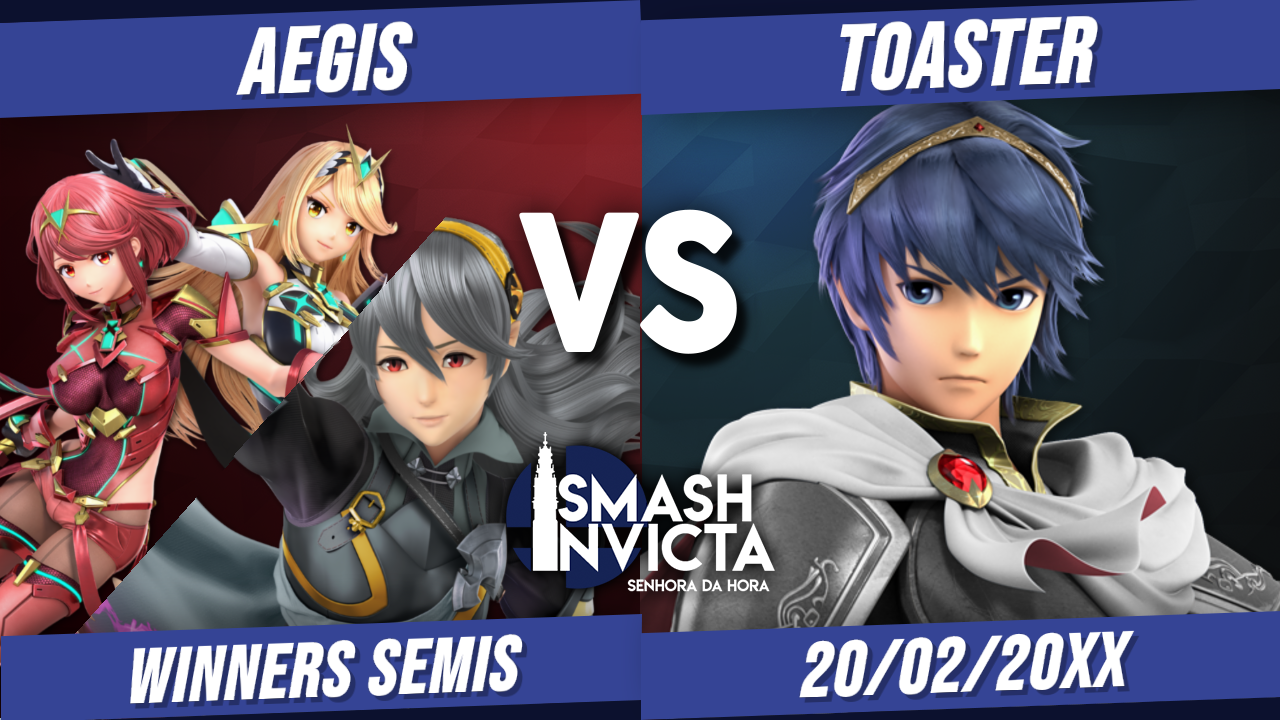 AEGIS
TOASTER
VS
SMASH
INVICTA
SENHORA DA HORA
WINNERS SEMIS
20/02/20XX